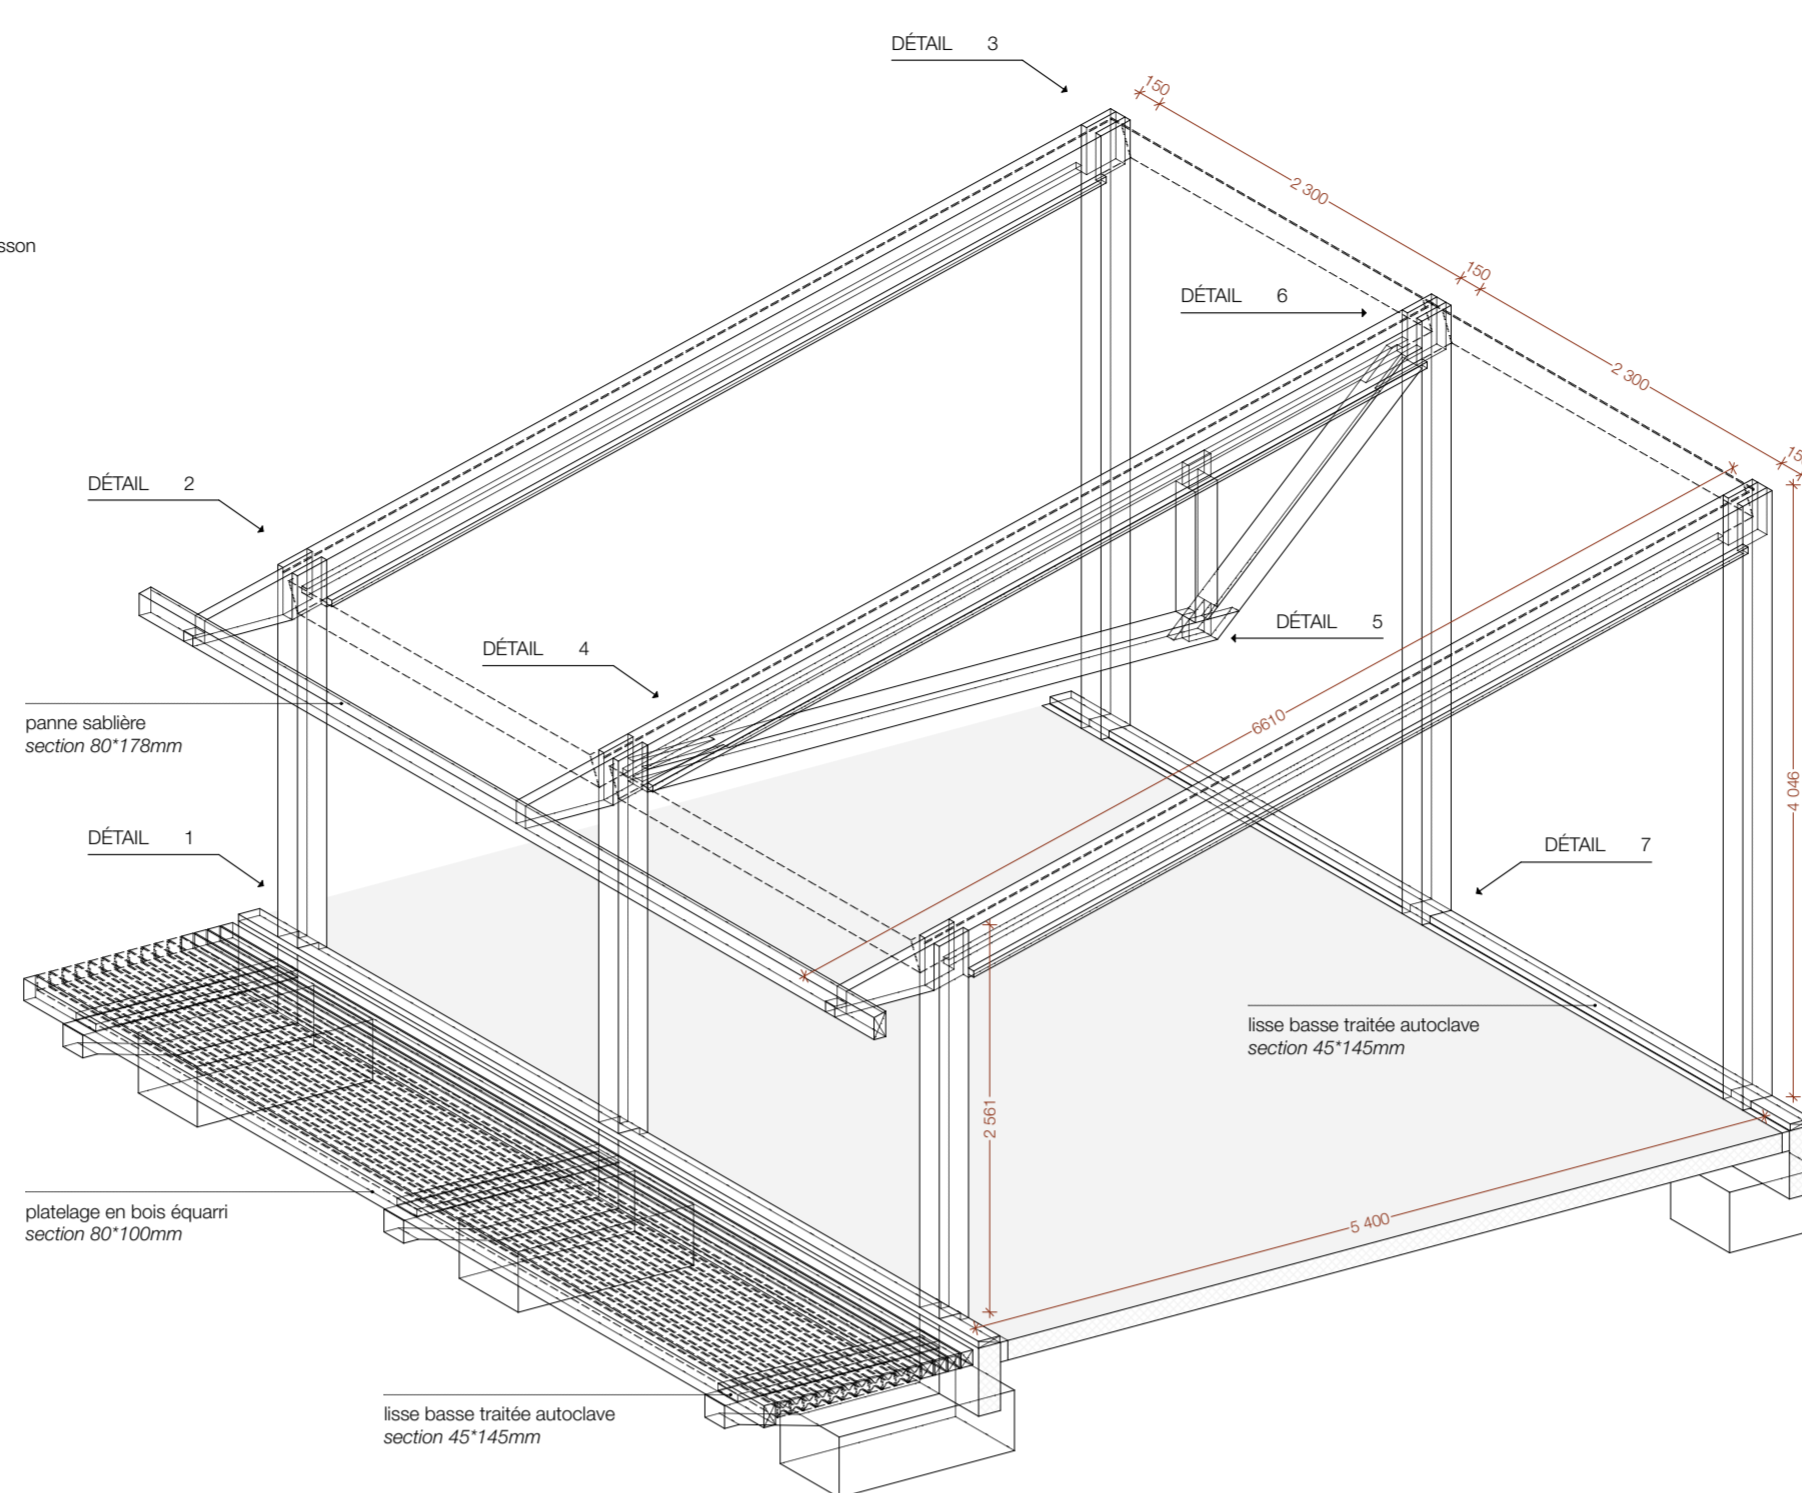 DÉTAIL 3
150
2 300
sson
150
DÉTAIL 6
2 300
DÉTAIL 2
DÉTAIL 4
DÉTAIL 5
6610
panne sablière
section 80*178mm
4 046
DÉTAIL 1
DÉTAIL 7
lisse basse traitée autoclave
section 45*145mm
2 561
platelage en bois équarri
section 80*100mm
5 400
lisse basse traitée autoclave
section 45*145mm